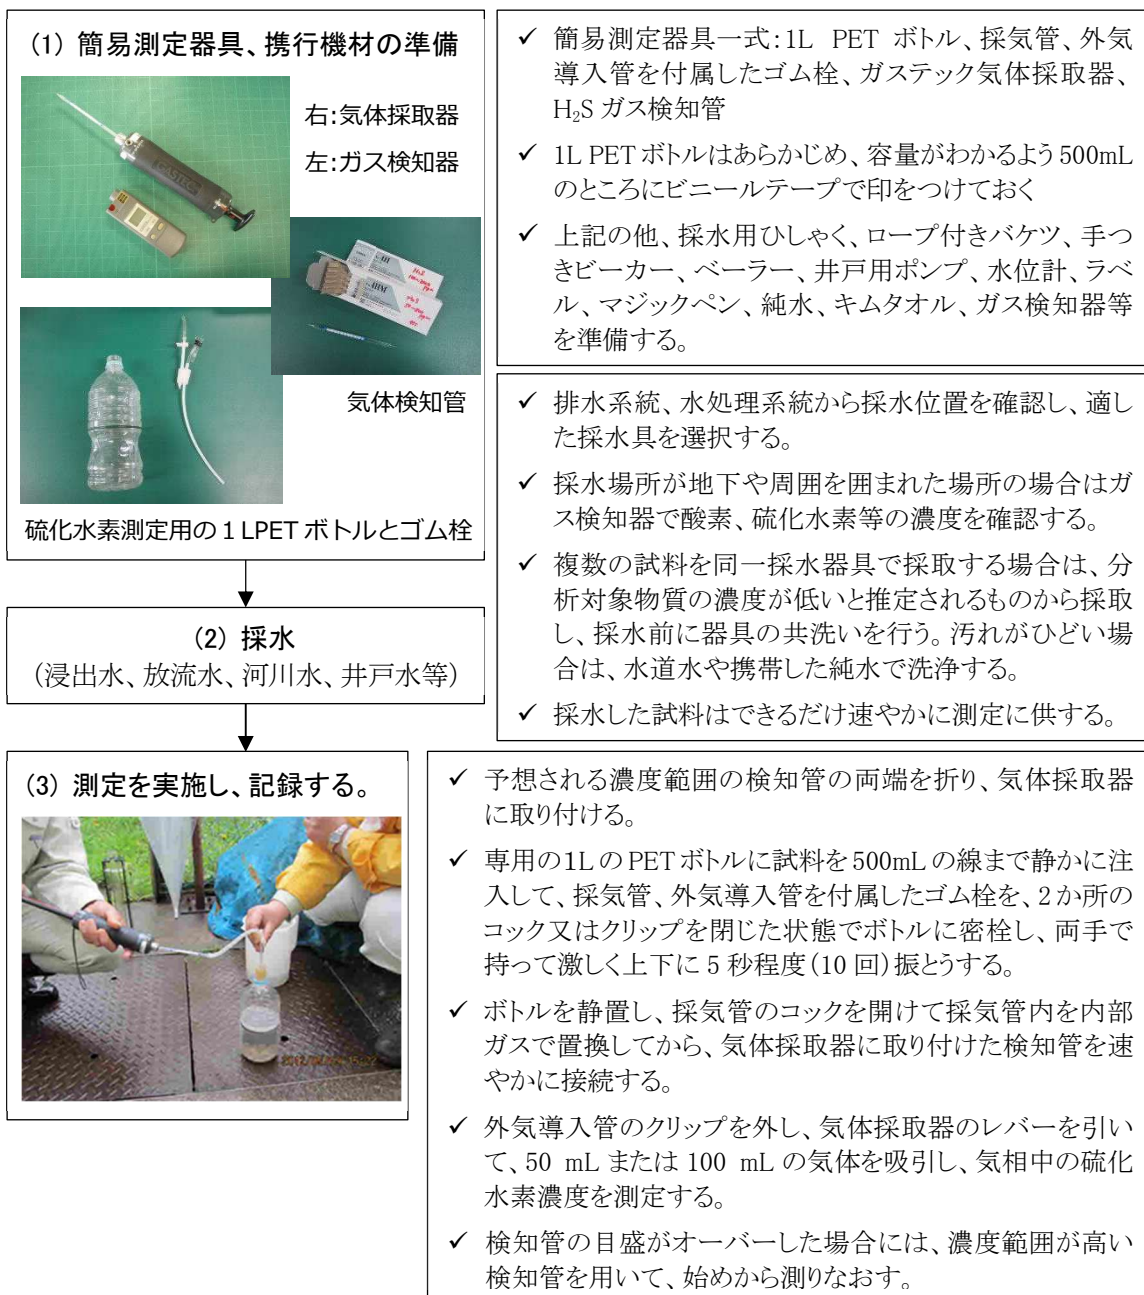 (1) 簡易測定器具、携行機材の準備
右:気体採取器
左:ガス検知器
気体検知管
硫化水素測定用の1LPETボトルとゴム栓
✓ 簡易測定器具一式:1L PET ボトル、採気管、外気
導入管を付属したゴム栓、ガステック気体採取器、
H₂S ガス検知管
✓ 1L PETボトルはあらかじめ、容量がわかるよう500mL
のところにビニールテープで印をつけておく
✓ 上記の他、採水用ひしゃく、ロープ付きバケツ、手つ
きビーカー、ベーラー、井戸用ポンプ、水位計、ラベ
ル、マジックペン、純水、キムタオル、ガス検知器等
を準備する。
(2) 採水
(浸出水、放流水、河川水、井戸水等)
✓ 排水系統、水処理系統から採水位置を確認し、適し
た採水具を選択する。
✓ 採水場所が地下や周囲を囲まれた場所の場合はガ
ス検知器で酸素、硫化水素等の濃度を確認する。
✓ 複数の試料を同一採水器具で採取する場合は、分
析対象物質の濃度が低いと推定されるものから採取
し、採水前に器具の共洗いを行う。汚れがひどい場
合は、水道水や携帯した純水で洗浄する。
✓ 採水した試料はできるだけ速やかに測定に供する。
(3) 測定を実施し、記録する。
✓ 予想される濃度範囲の検知管の両端を折り、気体採取器
に取り付ける。
✓ 専用の1LのPETボトルに試料を500mLの線まで静かに注
入して、採気管、外気導入管を付属したゴム栓を、2か所の
コック又はクリップを閉じた状態でボトルに密栓し、両手で
持って激しく上下に5秒程度(10回)振とうする。
✓ ボトルを静置し、採気管のコックを開けて採気管内を内部
ガスで置換してから、気体採取器に取り付けた検知管を速
やかに接続する。
✓ 外気導入管のクリップを外し、気体採取器のレバーを引い
て、50 mL または 100 mL の気体を吸引し、気相中の硫化
水素濃度を測定する。
✓ 検知管の目盛がオーバーした場合には、濃度範囲が高い
検知管を用いて、始めから測りなおす。